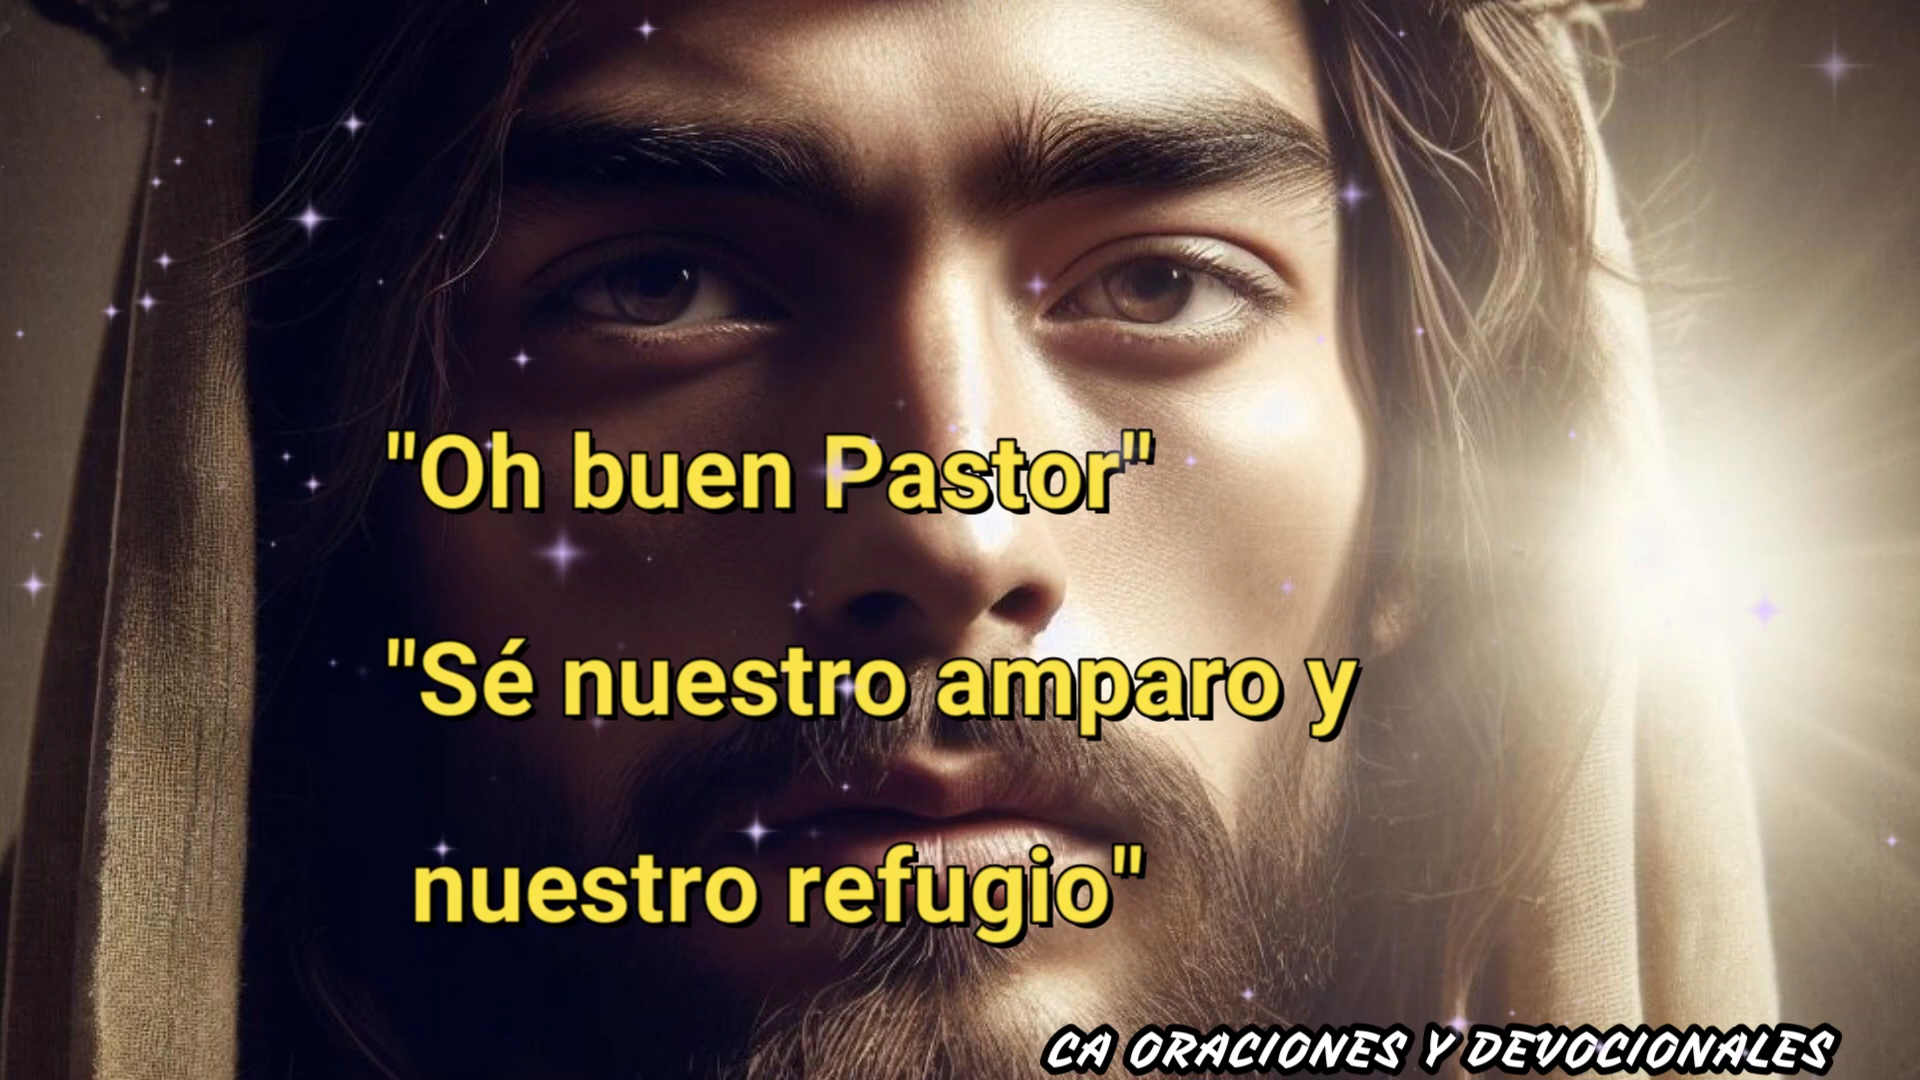 "Oh buen Pastor"
"Sé nuestro amparo y
nuestro refugio"
CA ORACIONES Y DEVOCIONALES